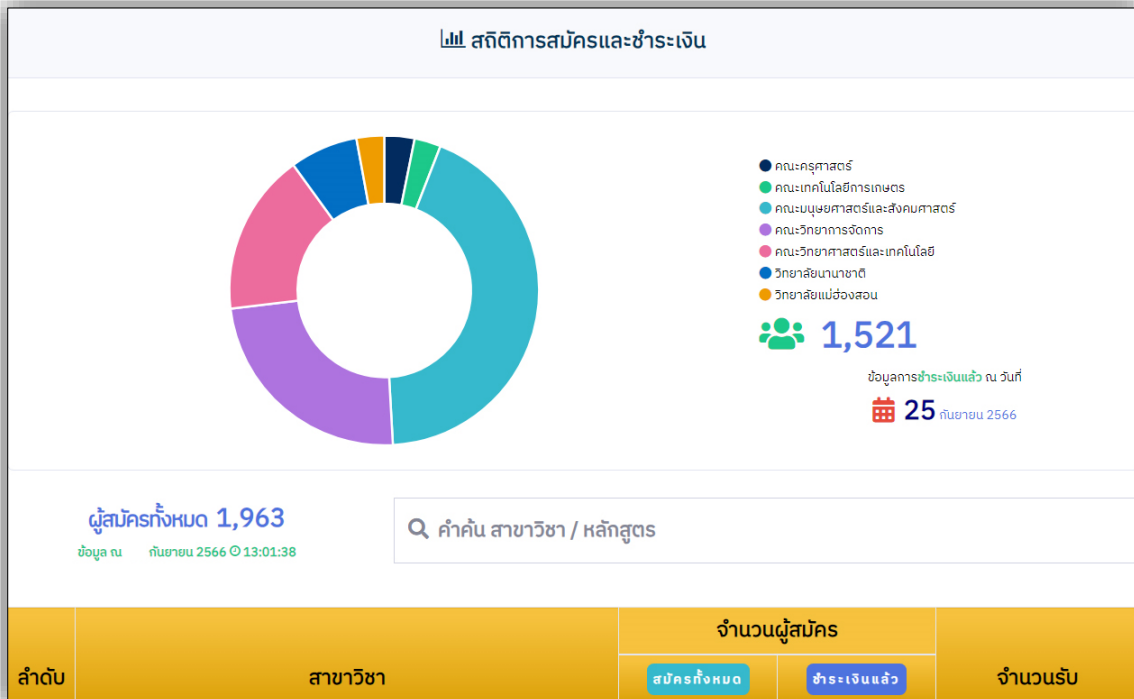 สถิติการสมัครและชำระเงิน
คณะครุศาสตร์
คณะเทคโนโลยีการเกษตร
คณะมนุษยศาสตร์และสังคมศาสตร์
คณะวิทยาการจัดการ
คณะวิทยาศาสตร์และเทคโนโลยี
วิทยาลัยนานาชาติ
วิทยาลัยแม่ฮ่องสอน
1,521
ข้อมูลการชำระเงินแล้ว ณ วันที่
25 กันยายน 2566
ผู้สมัครทั้งหมด 1,963
ข้อมูล ณ กันยายน 2566 13:01:38
คำค้น สาขาวิชา / หลักสูตร
จำนวนผู้สมัคร
ลำดับ สาขาวิชา สมัครทั้งหมด ชำระเงินแล้ว จำนวนรับ